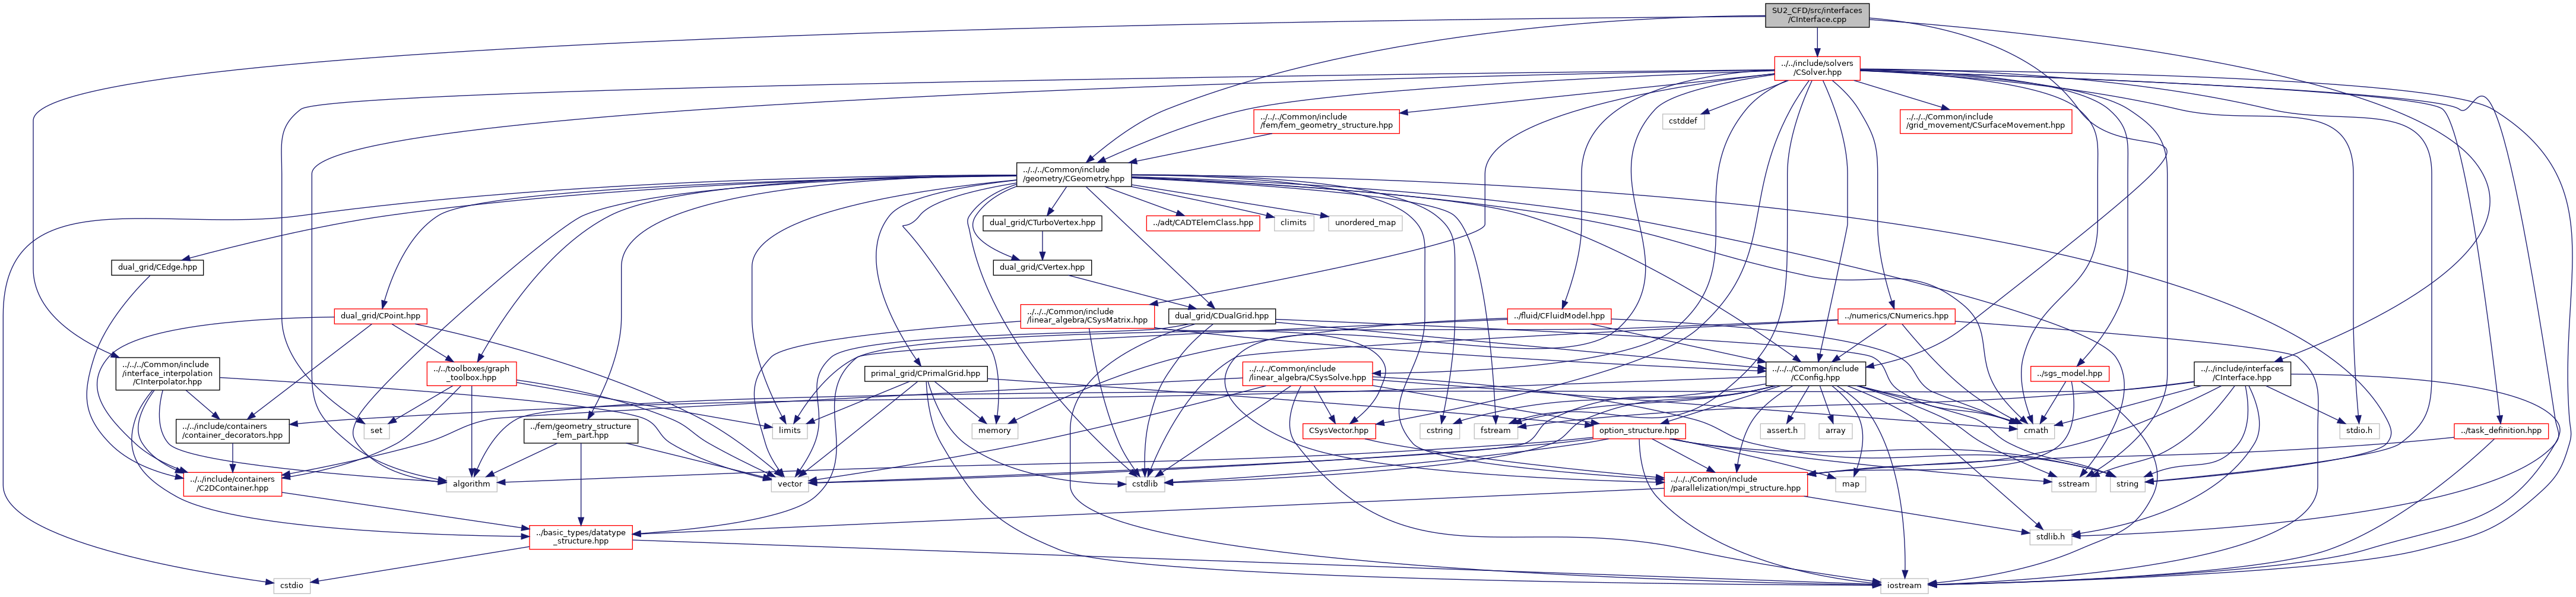 SU2_CFD/src/interfaces
/CInterface.cpp
../../include/solvers
/CSolver.hpp
../../../Common/include
/fem/fem_geometry_structure.hpp
cstddef
../../../Common/include
/grid_movement/CSurfaceMovement.hpp
../../../Common/include
/geometry/CGeometry.hpp
dual_grid/CTurboVertex.hpp
../adt/CADTElemClass.hpp
climits
unordered_map
dual_grid/CEdge.hpp
dual_grid/CVertex.hpp
dual_grid/CPoint.hpp
../../../Common/include
/linear_algebra/CSysMatrix.hpp
dual_grid/CDualGrid.hpp
../fluid/CFluidModel.hpp
../numerics/CNumerics.hpp
../../../Common/include
/interface_interpolation
/CInterpolator.hpp
../toolboxes/graph
_toolbox.hpp
primal_grid/CPrimalGrid.hpp
../../../Common/include
/linear_algebra/CSysSolve.hpp
../../../Common/include
/CConfig.hpp
../sgs_model.hpp
../../include/interfaces
/CInterface.hpp
../../include/containers
/container_decorators.hpp
set
../fem/geometry_structure
_fem_part.hpp
limits
memory
CSysVector.hpp
cstring
fstream
option_structure.hpp
assert.h
array
cmath
stdio.h
../task_definition.hpp
../../include/containers
/C2DContainer.hpp
algorithm
vector
cstdlib
../../../Common/include
/parallelization/mpi_structure.hpp
map
sstream
string
../basic_types/datatype
_structure.hpp
stdlib.h
cstdio
iostream